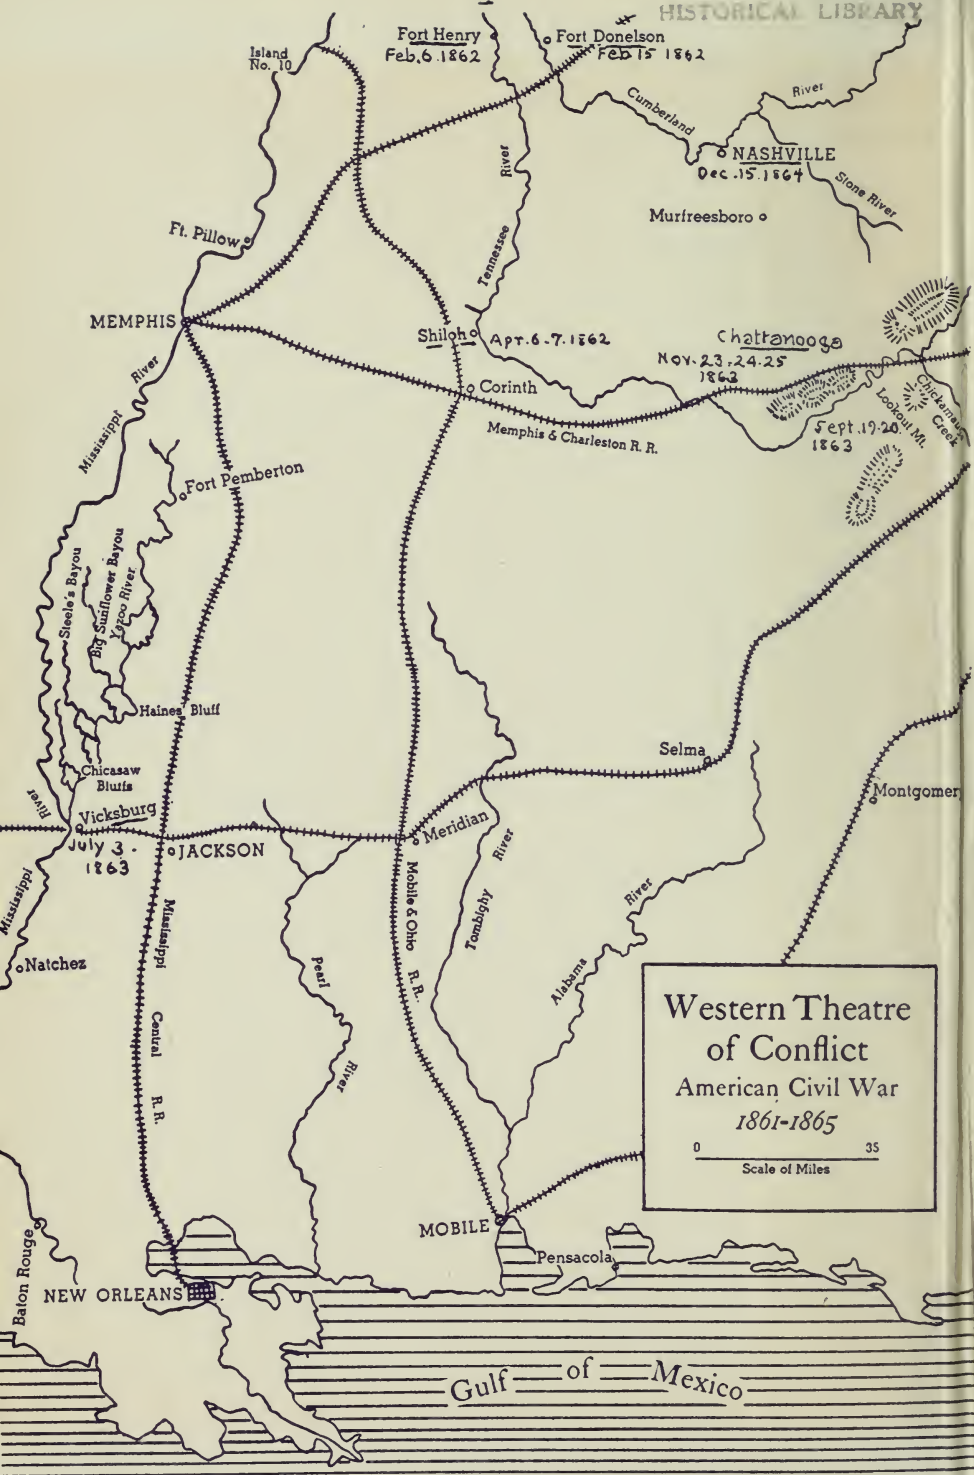 HISTORICAL LIBRARY
Island
No. 10
Fort Henry
Feb. 6. 1862
Fort Donelson
Feb 15 1862
Cumberland
River
NASHVILLE
Dec. 15. 1864
Stone River
Murfreesboro
River
Tennessee
Ft. Pillow
MEMPHIS
Shiloh
Apr. 6-7. 1862
Chattanooga
Nov. 23-24-25
1863
Corinth
Memphis & Charleston R. R.
Lookout Mt.
Chickamau
Creek
Sept. 19-20.
1863
River
Mississippi
Fort Pemberton
Steele's Bayou
Big Sunflower Bayou
Yazoo River
Haines Bluff
Chicasaw
Bluffs
River
Vicksburg
July 3 -
1863
JACKSON
Meridian
Selma
Montgomer
Mississippi
Natchez
Mississippi Central R. R.
Mobile & Ohio R. R.
Tombigby River
Pearl River
Alabama River
Western Theatre
of Conflict
American Civil War
1861-1865
0 35
Scale of Miles
MOBILE
Pensacola
Baton Rouge
NEW ORLEANS
Gulf of Mexico